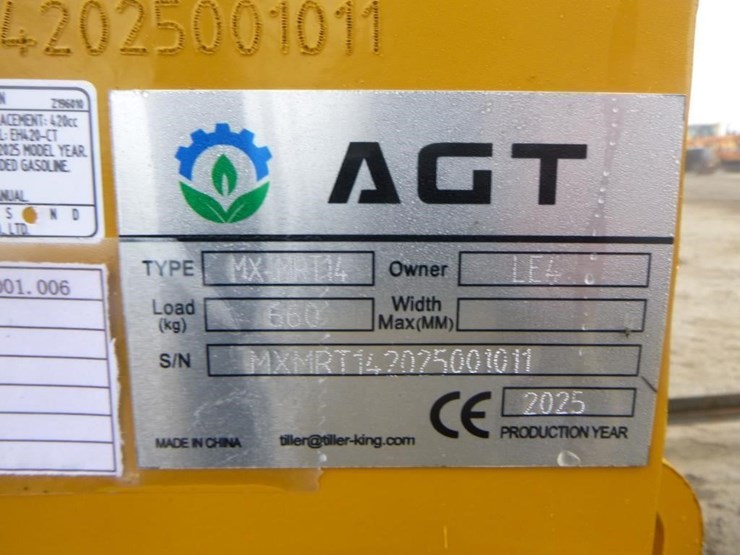 42025001011
N Z196010
ACEMENT: 420cc
L: EH420-CT
2025 MODEL YEAR
DED GASOLINE.
NUAL.
S N D
., LTD.
001.006
AGT
TYPE MX-MRT14 Owner LE4
Load (kg) 660 Width Max(MM)
S/N MXMRT142025001011
CE 2025
MADE IN CHINA tiller@tiller-king.com PRODUCTION YEAR